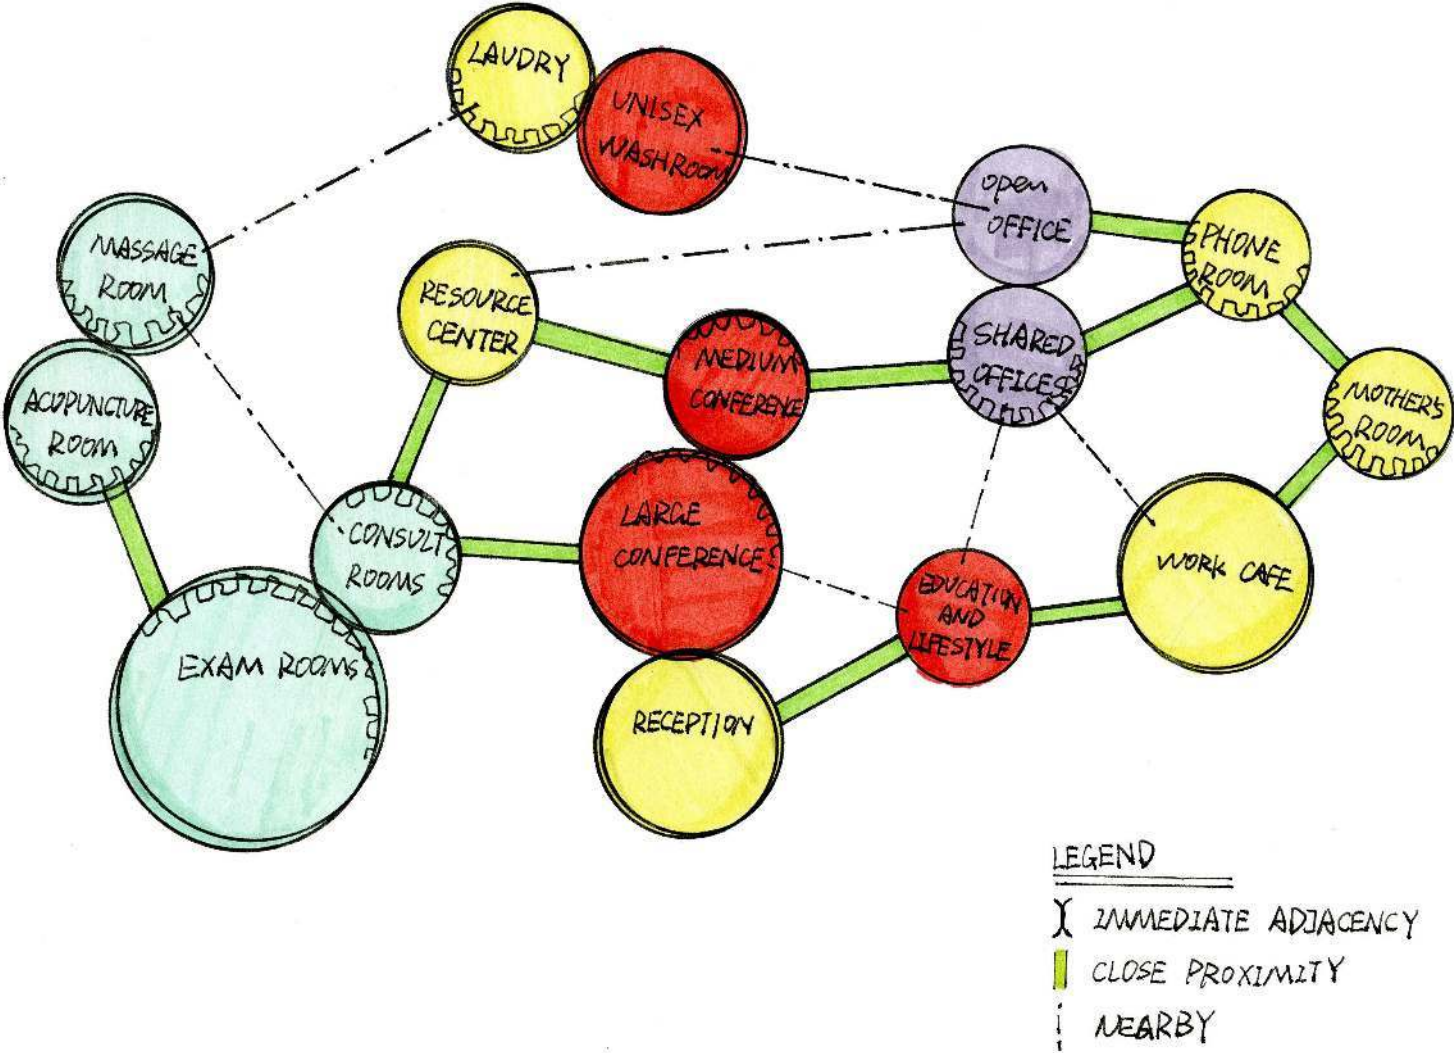 LAUDRY
UNISEX
WASHROOM
open
OFFICE
PHONE
ROOM
MASSAGE
ROOM
RESOURCE
CENTER
MEDIUM
CONFERENCE
SHARED
OFFICES
MOTHER'S
ROOM
ACUPUNCTURE
ROOM
CONSULT
ROOMS
LARGE
CONFERENCE
EDUCATION
AND
LIFESTYLE
WORK CAFE
EXAM ROOMS
RECEPTION
LEGEND
IMMEDIATE ADJACENCY
CLOSE PROXIMITY
NEARBY